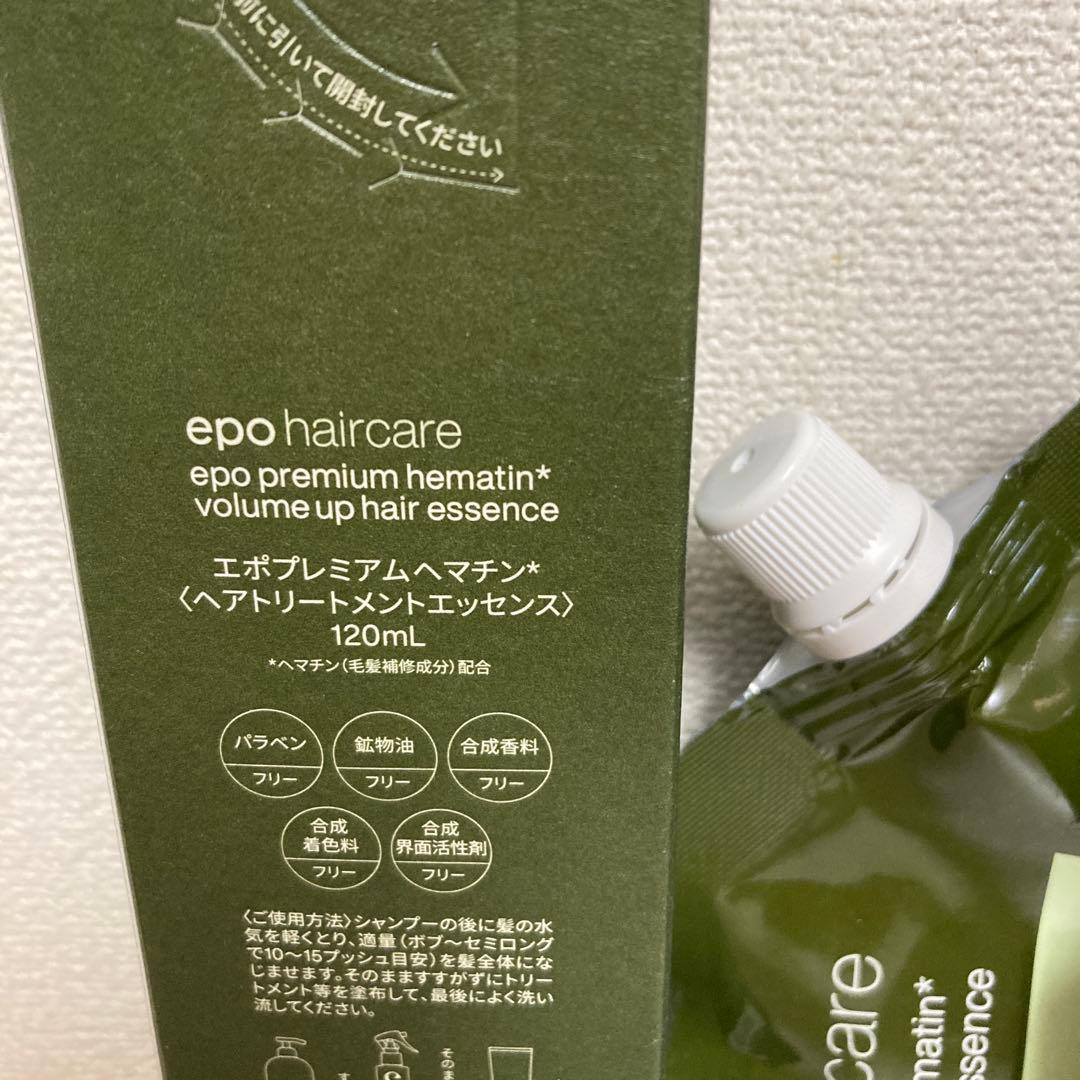 前に引いて開封してください
epo haircare
epo premium hematin*
volume up hair essence
エポプレミアムヘマチン*
〈ヘアトリートメントエッセンス〉
120mL
*ヘマチン(毛髪補修成分)配合
パラベン
フリー
鉱物油
フリー
合成香料
フリー
合成
着色料
フリー
合成
界面活性剤
フリー
〈ご使用方法〉シャンプーの後に髪の水
気を軽くとり、適量(ボブ〜セミロング
で10〜15プッシュ目安)を髪全体にな
じませます。そのまますすがずにトリー
トメント等を塗布して、最後によく洗い
流してください。
そのま
す
care
matin*
ssence